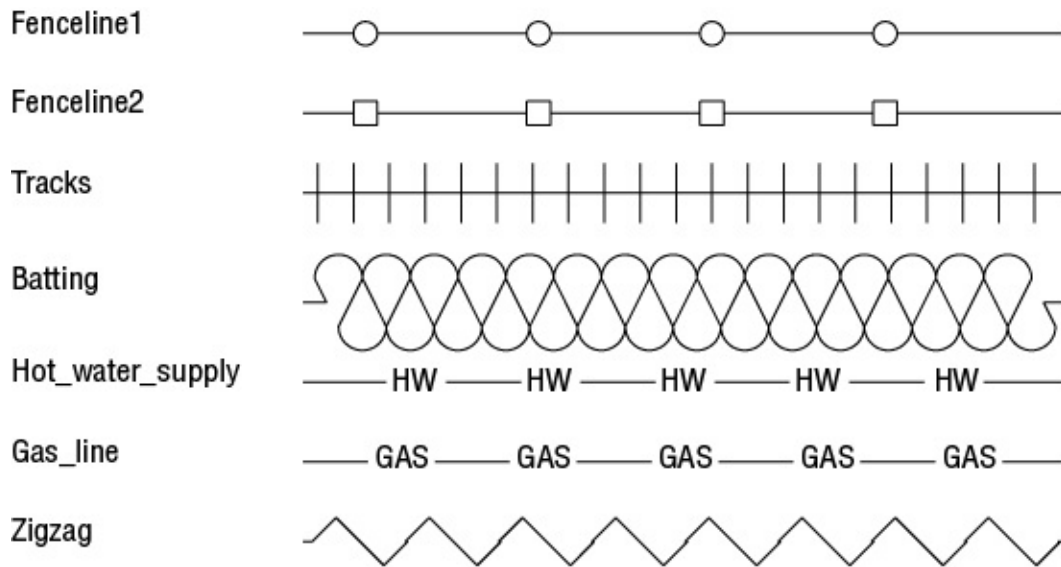 Fenceline1
Fenceline2
Tracks
Batting
Hot_water_supply HW HW HW HW HW
Gas_line GAS GAS GAS GAS GAS
Zigzag